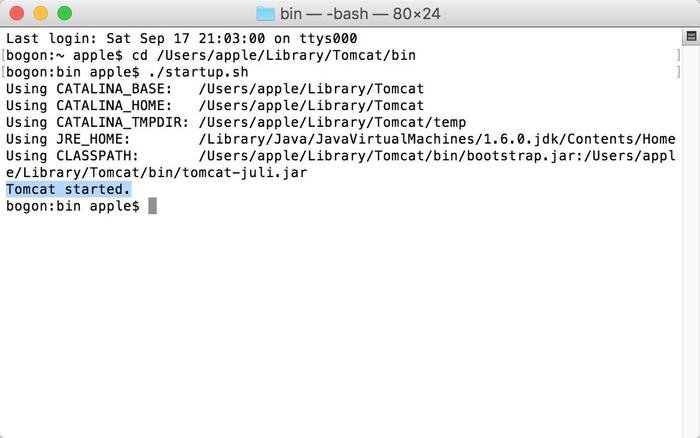 bin — -bash — 80×24
Last login: Sat Sep 17 21:03:00 on ttys000
[bogon:~ apple$ cd /Users/apple/Library/Tomcat/bin ]
[bogon:bin apple$ ./startup.sh ]
Using CATALINA_BASE:   /Users/apple/Library/Tomcat
Using CATALINA_HOME:   /Users/apple/Library/Tomcat
Using CATALINA_TMPDIR: /Users/apple/Library/Tomcat/temp
Using JRE_HOME:        /Library/Java/JavaVirtualMachines/1.6.0.jdk/Contents/Home
Using CLASSPATH:       /Users/apple/Library/Tomcat/bin/bootstrap.jar:/Users/appl
e/Library/Tomcat/bin/tomcat-juli.jar
Tomcat started.
bogon:bin apple$